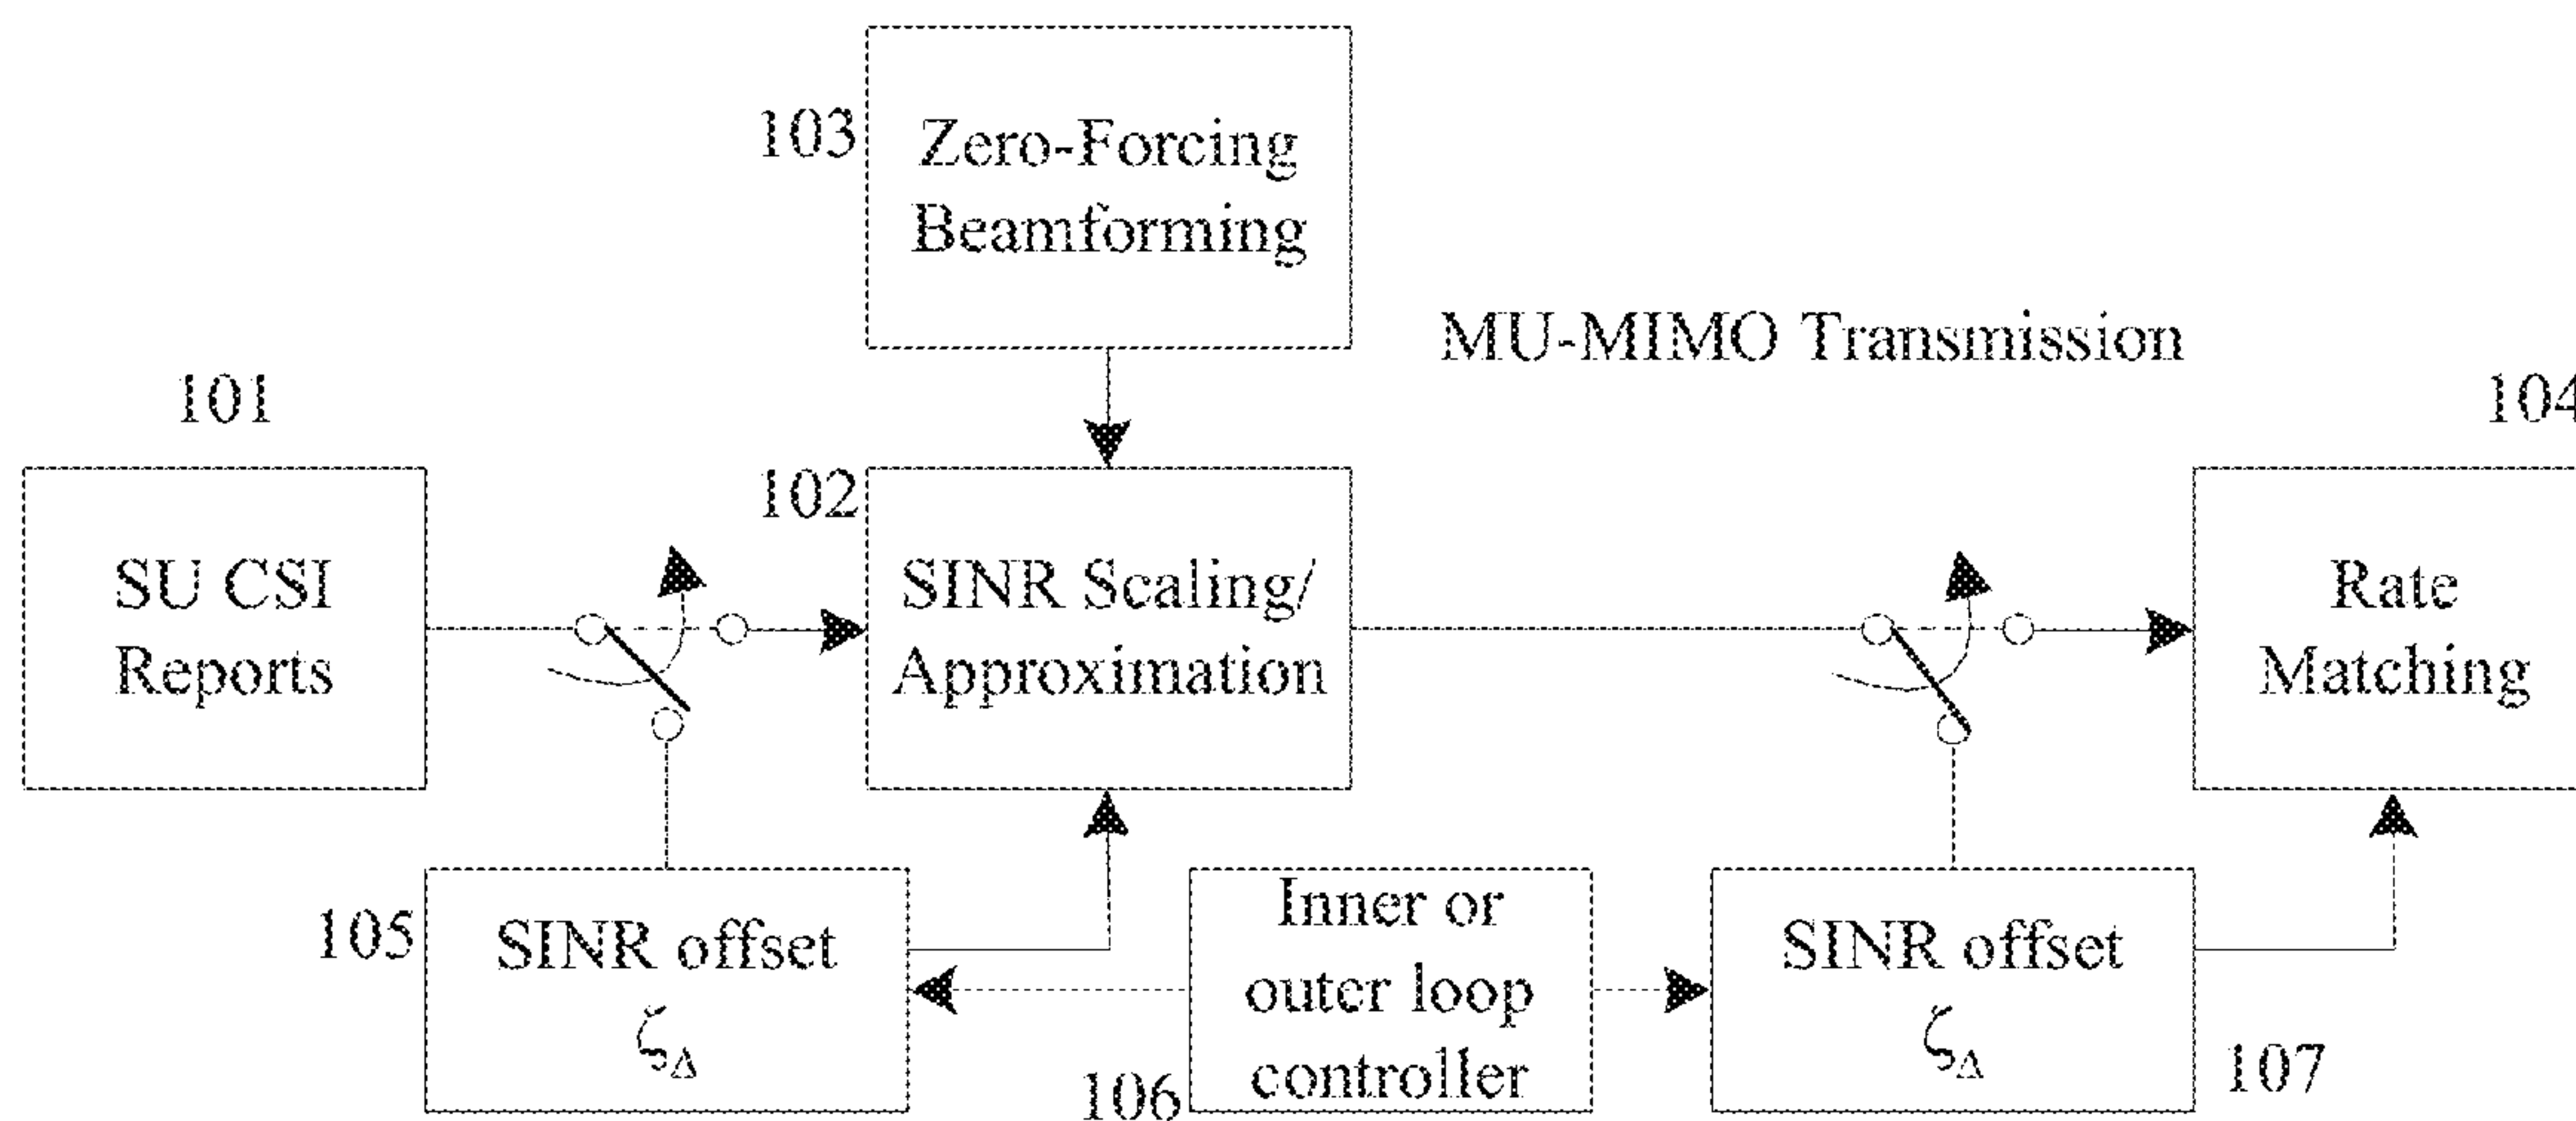 103
Zero-Forcing
Beamforming
MU-MIMO Transmission
101
104
102
SU CSI
Reports
SINR Scaling/
Approximation
Rate
Matching
105
SINR offset
ζΔ
Inner or
outer loop
controller
106
SINR offset
ζΔ
107